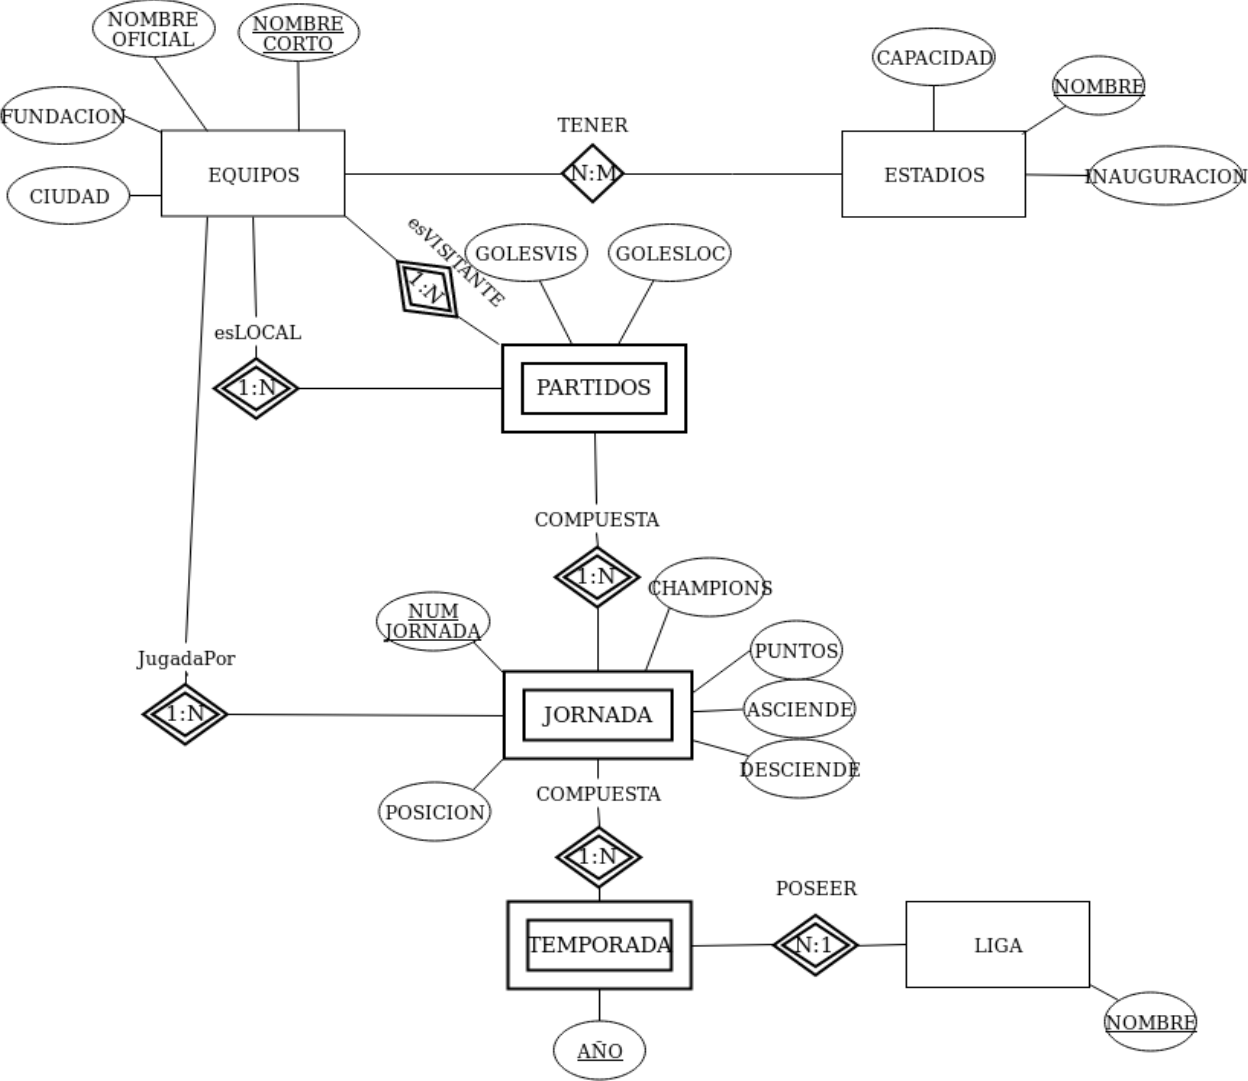 NOMBRE
OFICIAL
NOMBRE
CORTO
CAPACIDAD
NOMBRE
FUNDACION
TENER
EQUIPOS
N:M
ESTADIOS
INAUGURACION
CIUDAD
esVISITANTE
GOLESVIS
GOLESLOC
1:N
esLOCAL
1:N
PARTIDOS
COMPUESTA
1:N
CHAMPIONS
NUM
JORNADA
PUNTOS
JugadaPor
1:N
JORNADA
ASCIENDE
DESCIENDE
COMPUESTA
POSICION
1:N
POSEER
TEMPORADA
N:1
LIGA
NOMBRE
AÑO